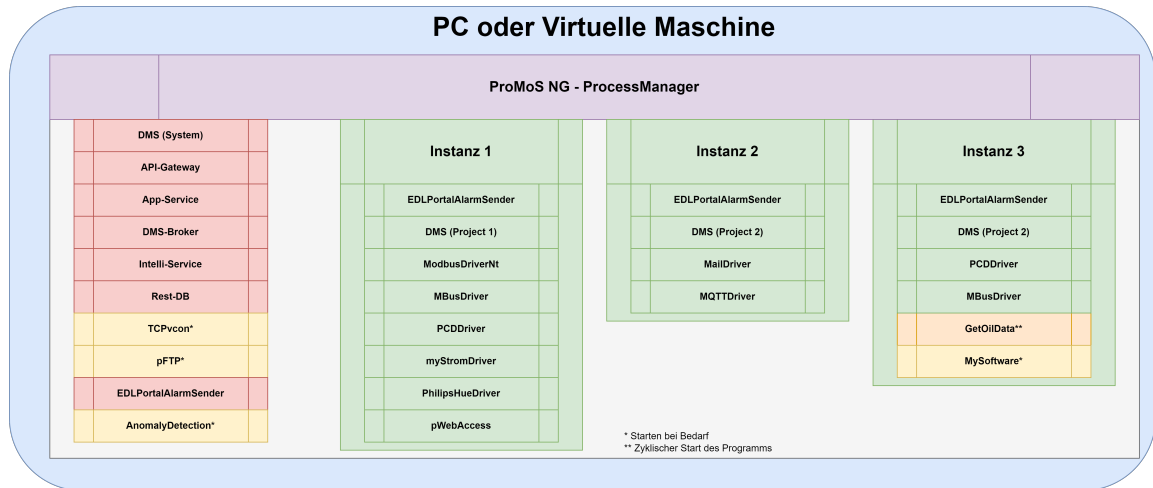 PC oder Virtuelle Maschine
ProMoS NG - ProcessManager
DMS (System)
API-Gateway
App-Service
DMS-Broker
Intelli-Service
Rest-DB
TCPvcon*
pFTP*
EDLPortalAlarmSender
AnomalyDetection*
Instanz 1
EDLPortalAlarmSender
DMS (Project 1)
ModbusDriverNt
MBusDriver
PCDDriver
myStromDriver
PhilipsHueDriver
pWebAccess
Instanz 2
EDLPortalAlarmSender
DMS (Project 2)
MailDriver
MQTTDriver
Instanz 3
EDLPortalAlarmSender
DMS (Project 2)
PCDDriver
MBusDriver
GetOilData**
MySoftware*
* Starten bei Bedarf
** Zyklischer Start des Programms